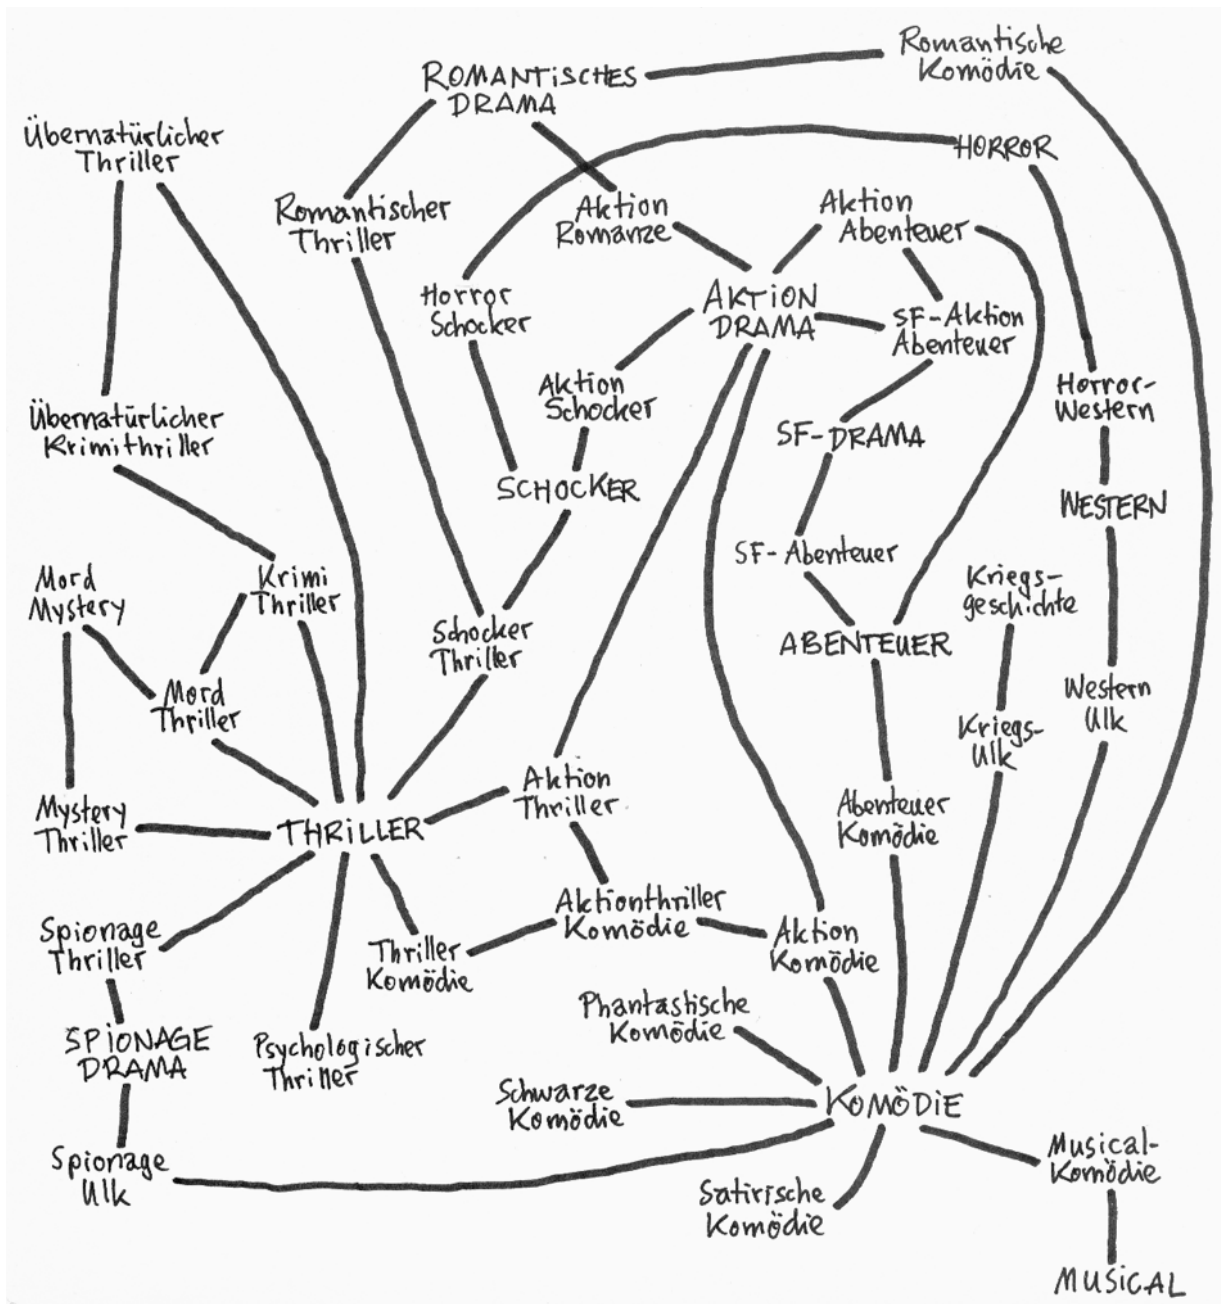 Romantische
Komödie
ROMANTISCHES
DRAMA
Übernatürlicher
Thriller
HORROR
Romantischer
Thriller
Aktion
Romanze
Aktion
Abenteuer
Horror
Schocker
AKTION
DRAMA
SF-Aktion
Abenteuer
Aktion
Schocker
Horror-
Western
Übernatürlicher
Krimithriller
SF-DRAMA
SCHOCKER
WESTERN
SF-Abenteuer
Mord
Mystery
Krimi
Thriller
Kriegs-
geschichte
Schocker
Thriller
ABENTEUER
Mord
Thriller
Western
Ulk
Kriegs-
Ulk
Mystery
Thriller
THRILLER
Aktion
Thriller
Abenteuer
Komödie
Spionage
Thriller
Thriller
Komödie
Aktionthriller
Komödie
Aktion
Komödie
Phantastische
Komödie
SPIONAGE
DRAMA
Psychologischer
Thriller
Schwarze
Komödie
KOMÖDIE
Spionage
Ulk
Satirische
Komödie
Musical-
Komödie
MUSICAL